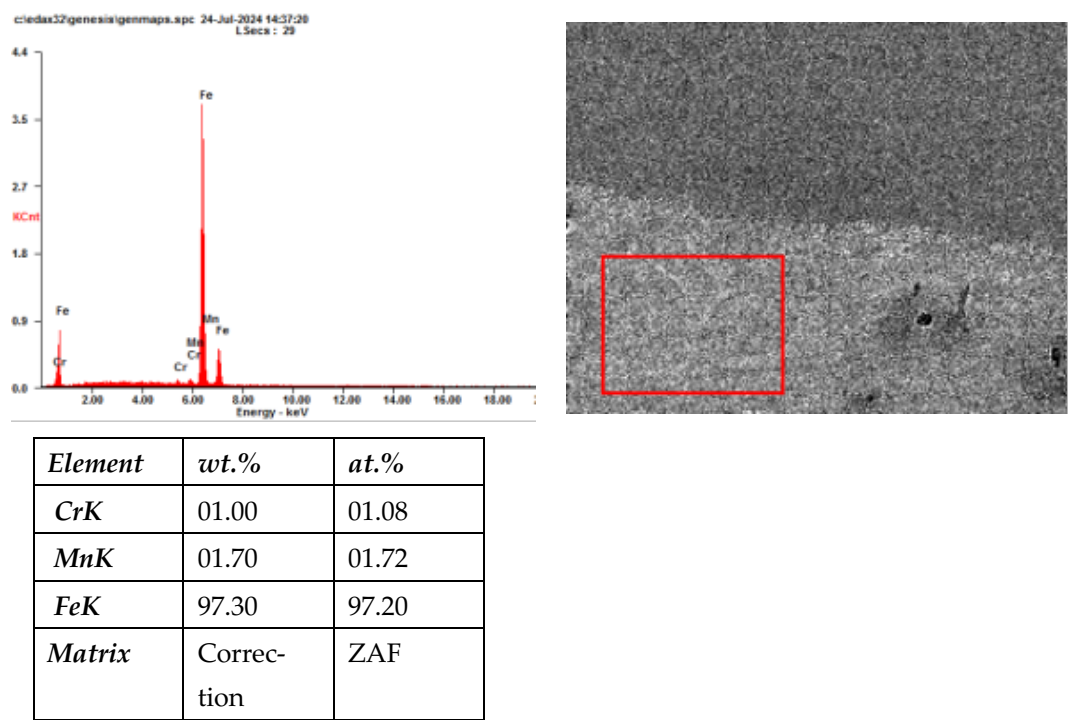 c:\edax32\genesis\genmaps.spc 24-Jul-2024 14:37:20
LSecs : 29
4.4
3.5
2.7
KCnt
1.8
0.9
0.0
Fe
Cr
Fe
Mn
Fe
Mn
Cr
Cr
2.00 4.00 6.00 8.00 10.00 12.00 14.00 16.00 18.00
Energy - keV
Element wt.% at.%
CrK 01.00 01.08
MnK 01.70 01.72
FeK 97.30 97.20
Matrix Correc- ZAF
tion